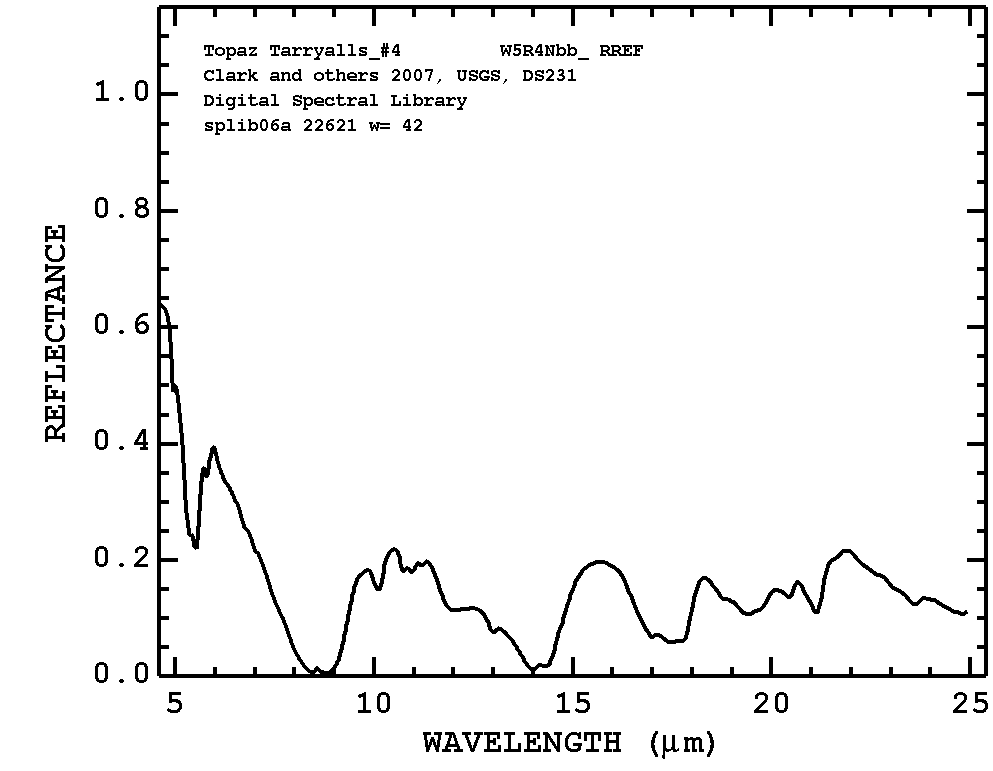 Topaz Tarryalls_#4 W5R4Nbb_ RREF
Clark and others 2007, USGS, DS231
Digital Spectral Library
splib06a 22621 w= 42
1.0
0.8
0.6
0.4
0.2
0.0
REFLECTANCE
5 10 15 20 25
WAVELENGTH (μm)